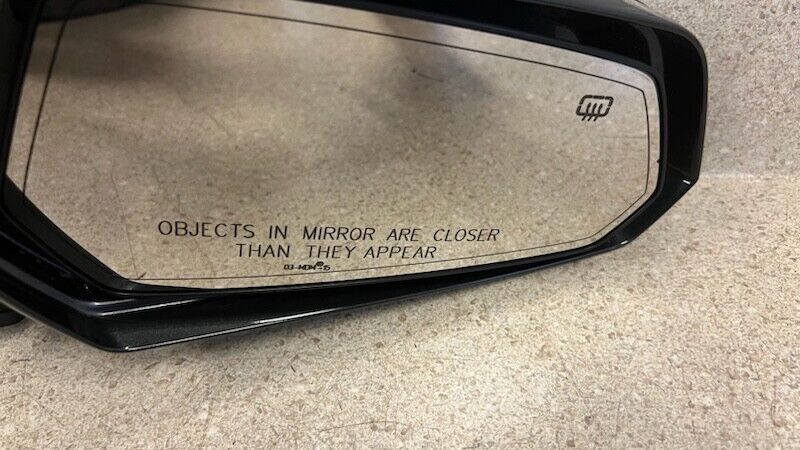 OBJECTS IN MIRROR ARE CLOSER
THAN THEY APPEAR